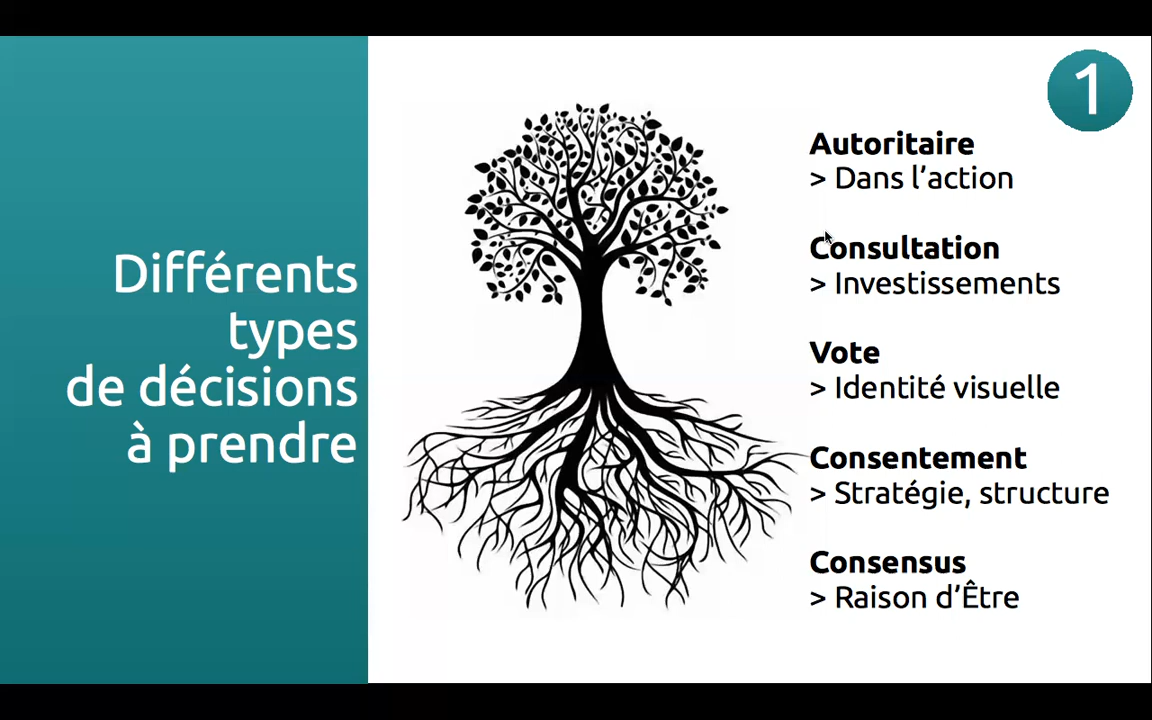 Différents
types
de décisions
à prendre
1
Autoritaire
> Dans l’action
Consultation
> Investissements
Vote
> Identité visuelle
Consentement
> Stratégie, structure
Consensus
> Raison d’Être